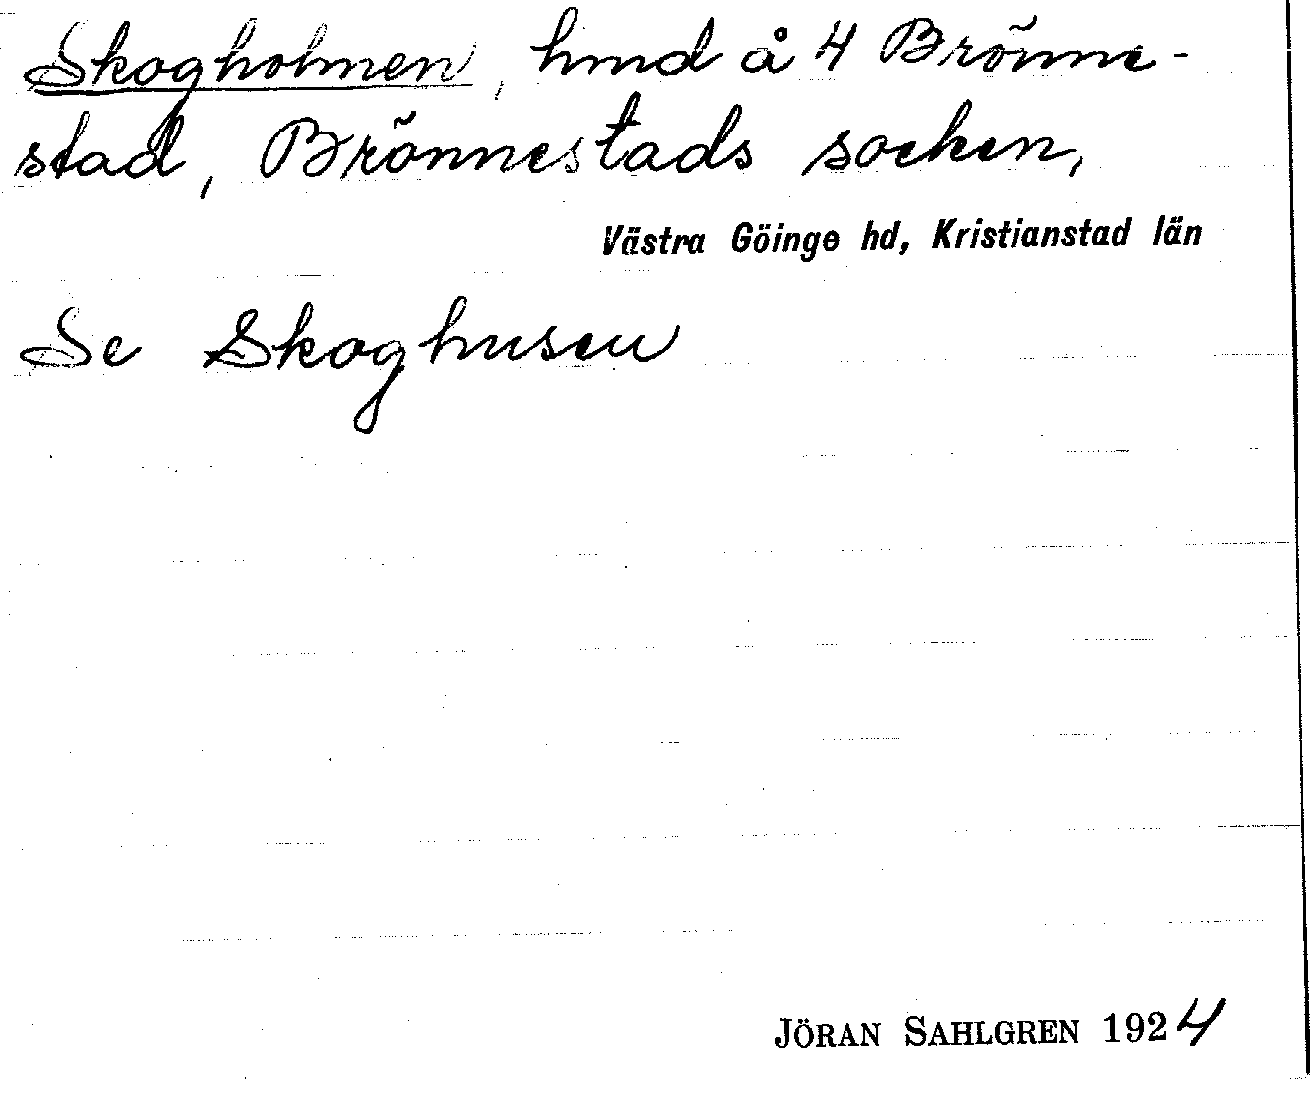 Skogholmen, hmd å 4 Brönne-
stad, Brönnestads socken,
Västra Göinge hd, Kristianstad län
Se Skoghusen
JÖRAN SAHLGREN 1924